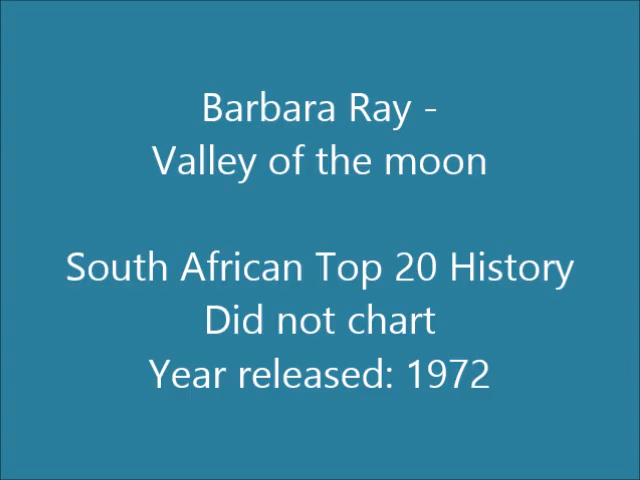 Barbara Ray -
Valley of the moon
South African Top 20 History
Did not chart
Year released: 1972